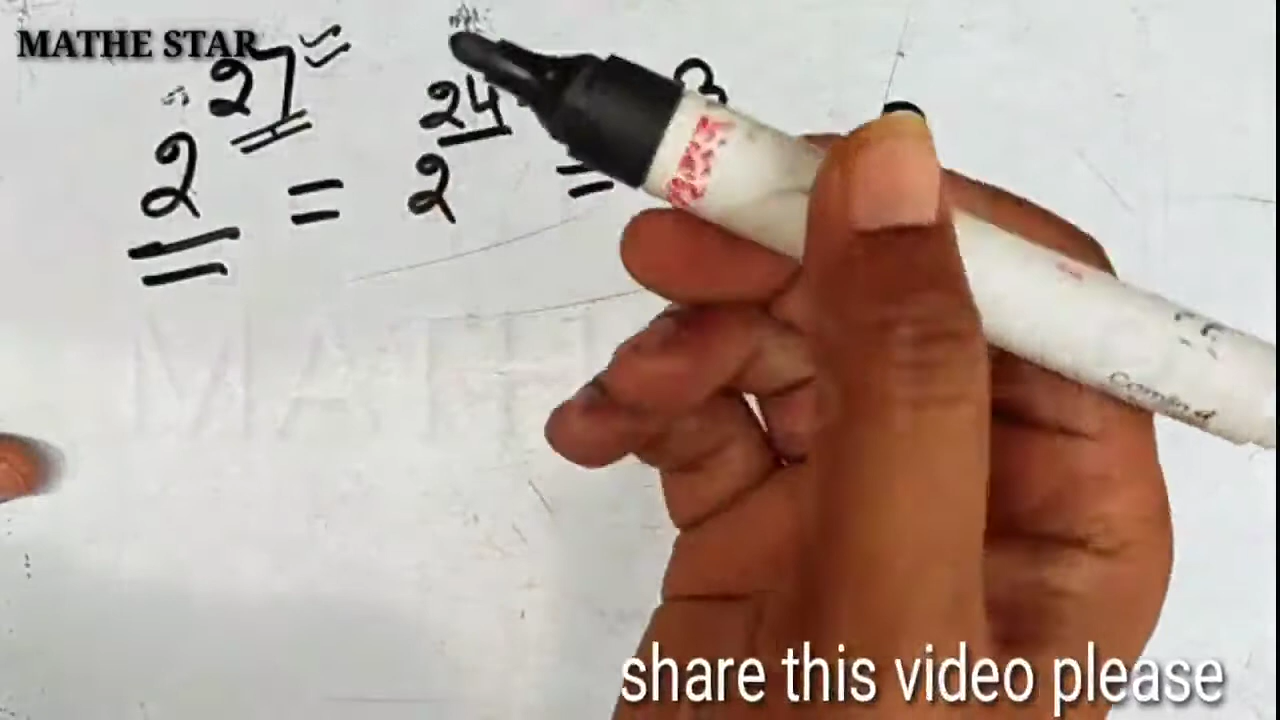 MATHE STAR
2^27 = 2^24 =
share this video please